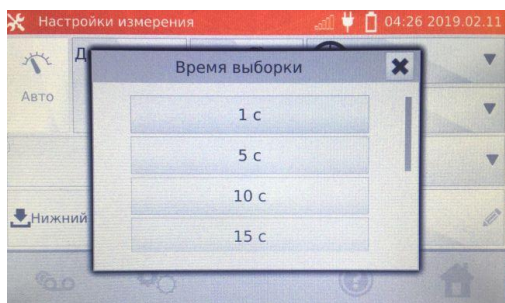 Настройки измерения 04:26 2019.02.11
Д
Время выборки
Авто
1 с
5 с
10 с
Нижний
15 с